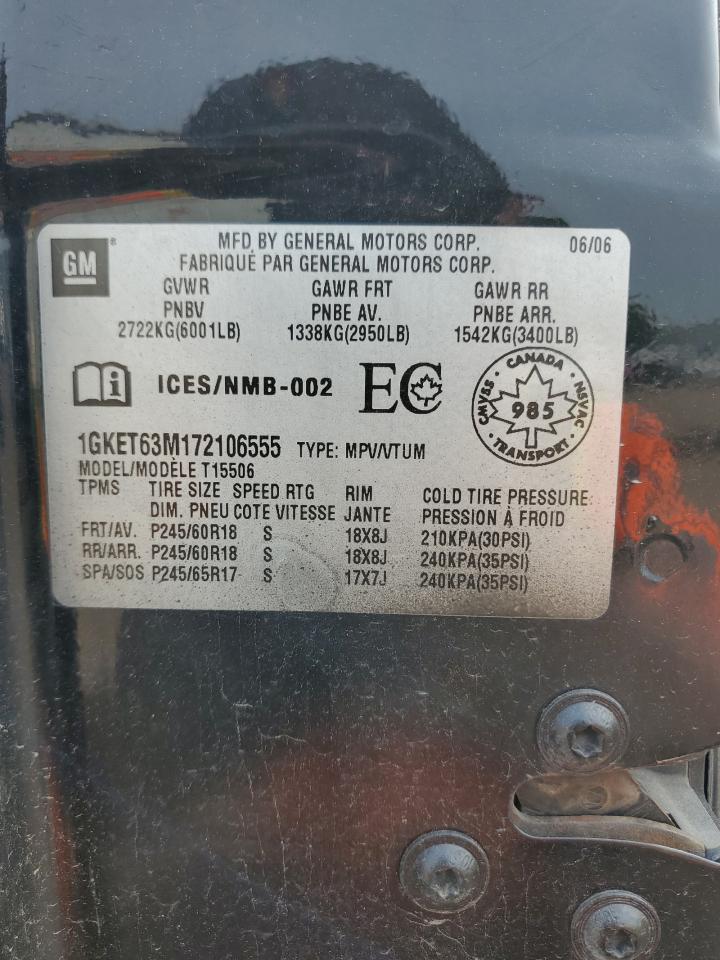 GM®
MFD BY GENERAL MOTORS CORP. 06/06
FABRIQUÉ PAR GENERAL MOTORS CORP.
GVWR GAWR FRT GAWR RR
PNBV PNBE AV. PNBE ARR.
2722KG(6001LB) 1338KG(2950LB) 1542KG(3400LB)
i ICES/NMB-002 EC
CANADA
CMVSS 985 NSVAC
TRANSPORT
1GKET63M172106555 TYPE: MPV/VTUM
MODEL/MODÈLE T15506
TPMS TIRE SIZE SPEED RTG RIM COLD TIRE PRESSURE
DIM. PNEU COTE VITESSE JANTE PRESSION À FROID
FRT/AV. P245/60R18 S 18X8J 210KPA(30PSI)
RR/ARR. P245/60R18 S 18X8J 240KPA(35PSI)
SPA/SOS P245/65R17 S 17X7J 240KPA(35PSI)